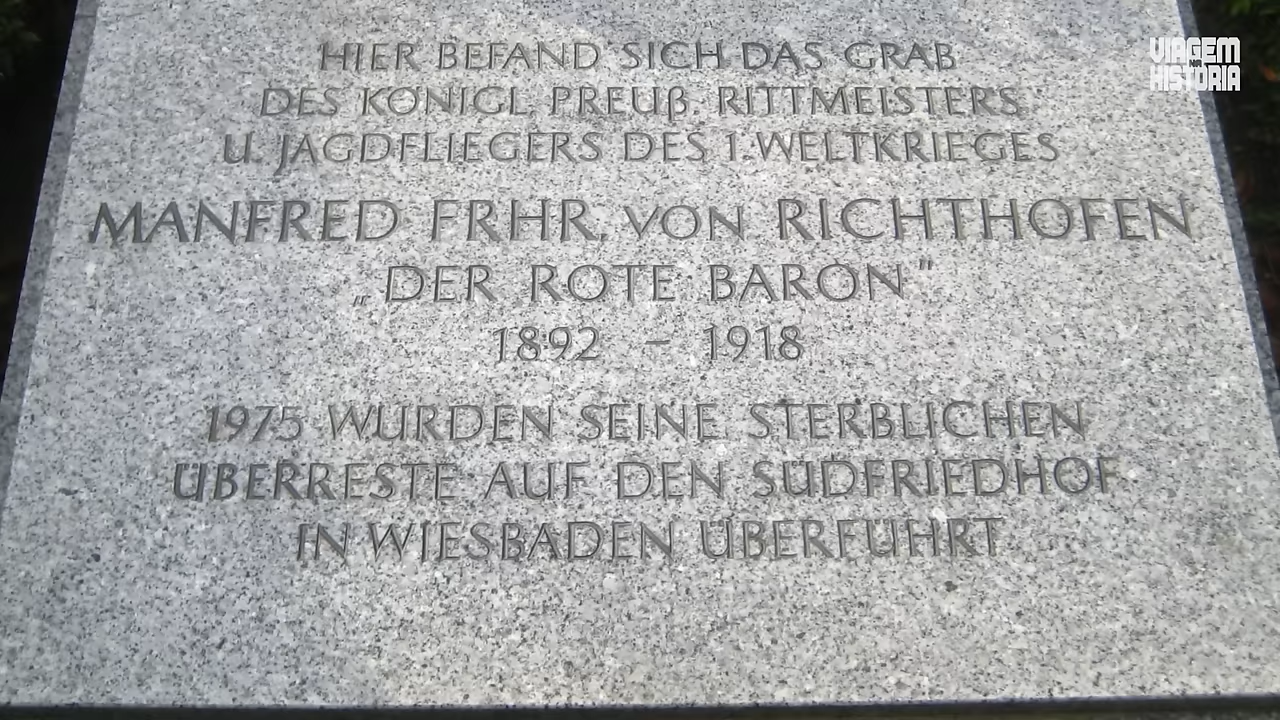 HIER BEFAND SICH DAS GRAB
DES KÖNIGL. PREUß. RITTMEISTERS
U. JAGDFLIEGERS DES 1. WELTKRIEGES
MANFRED FRHR. VON RICHTHOFEN
„DER ROTE BARON"
1892 – 1918
1975 WURDEN SEINE STERBLICHEN
ÜBERRESTE AUF DEN SÜDFRIEDHOF
IN WIESBADEN ÜBERFÜHRT
VIAGEM
NA
HISTORIA